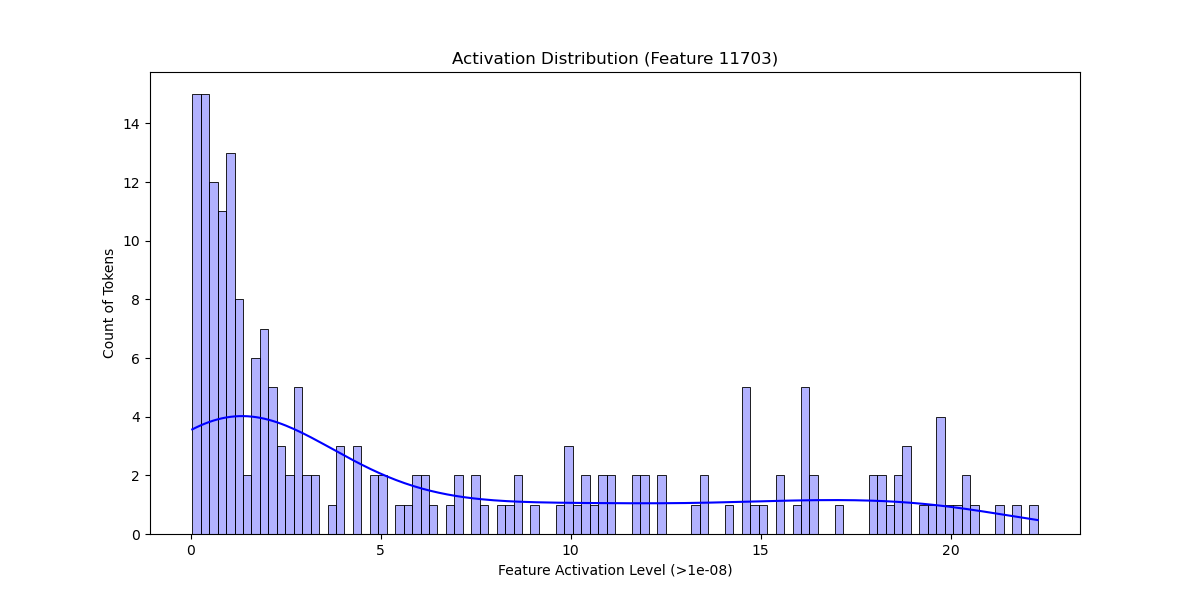 Activation Distribution (Feature 11703)
Count of Tokens
14
12
10
8
6
4
2
0
0 5 10 15 20
Feature Activation Level (>1e-08)